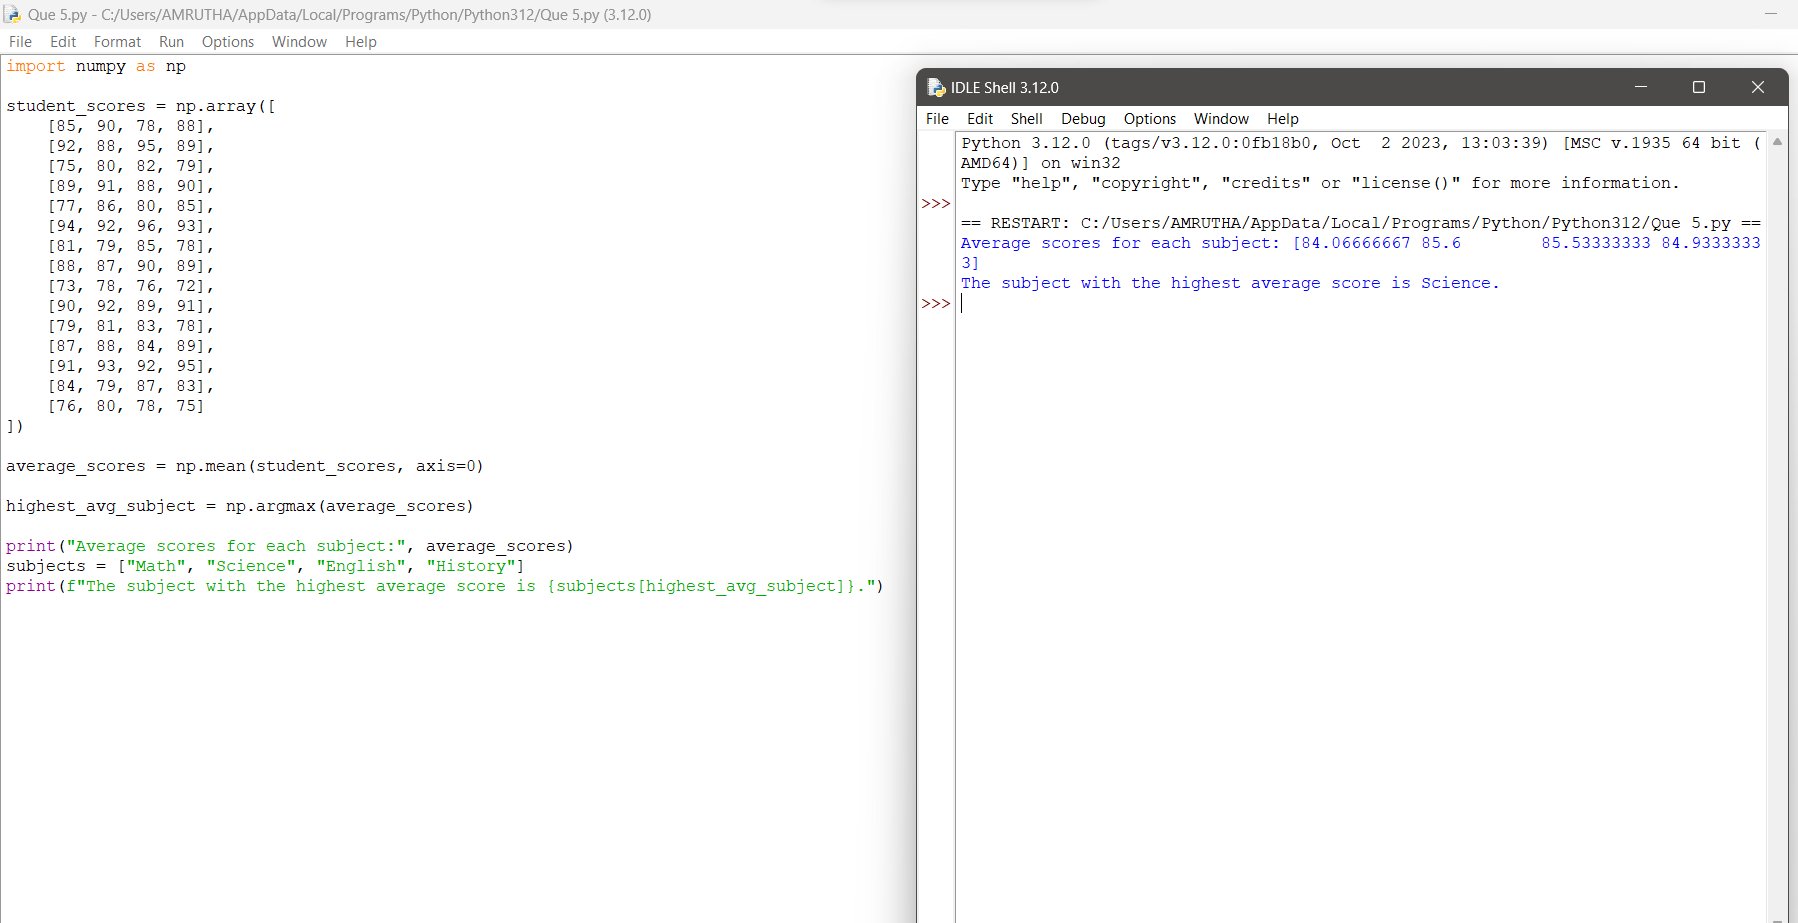 Que 5.py - C:/Users/AMRUTHA/AppData/Local/Programs/Python/Python312/Que 5.py (3.12.0)
File Edit Format Run Options Window Help
import numpy as np
student_scores = np.array([
    [85, 90, 78, 88],
    [92, 88, 95, 89],
    [75, 80, 82, 79],
    [89, 91, 88, 90],
    [77, 86, 80, 85],
    [94, 92, 96, 93],
    [81, 79, 85, 78],
    [88, 87, 90, 89],
    [73, 78, 76, 72],
    [90, 92, 89, 91],
    [79, 81, 83, 78],
    [87, 88, 84, 89],
    [91, 93, 92, 95],
    [84, 79, 87, 83],
    [76, 80, 78, 75]
])
average_scores = np.mean(student_scores, axis=0)
highest_avg_subject = np.argmax(average_scores)
print("Average scores for each subject:", average_scores)
subjects = ["Math", "Science", "English", "History"]
print(f"The subject with the highest average score is {subjects[highest_avg_subject]}.")
IDLE Shell 3.12.0
File Edit Shell Debug Options Window Help
Python 3.12.0 (tags/v3.12.0:0fb18b0, Oct  2 2023, 13:03:39) [MSC v.1935 64 bit (
AMD64)] on win32
Type "help", "copyright", "credits" or "license()" for more information.
>>>
== RESTART: C:/Users/AMRUTHA/AppData/Local/Programs/Python/Python312/Que 5.py ==
Average scores for each subject: [84.06666667 85.6        85.53333333 84.9333333
3]
The subject with the highest average score is Science.
>>>